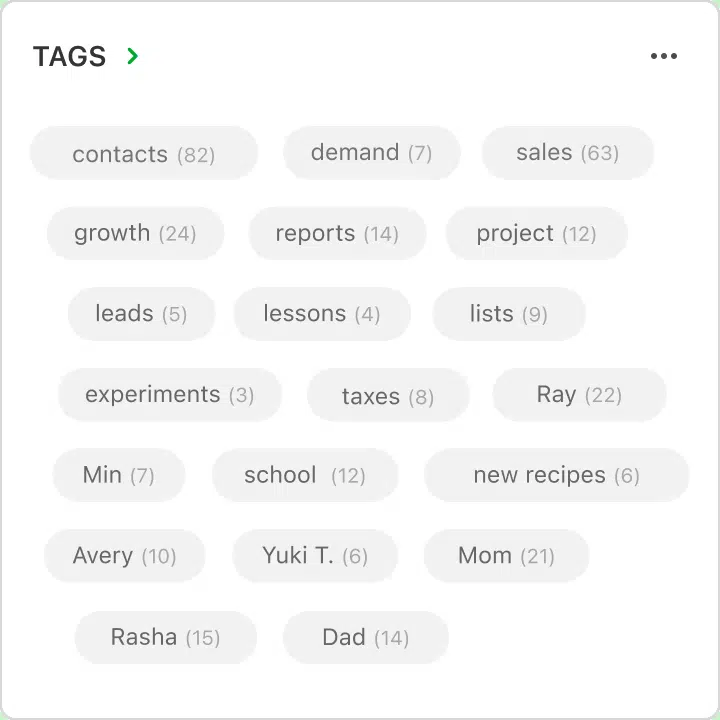 TAGS
contacts (82) demand (7) sales (63)
growth (24) reports (14) project (12)
leads (5) lessons (4) lists (9)
experiments (3) taxes (8) Ray (22)
Min (7) school (12) new recipes (6)
Avery (10) Yuki T. (6) Mom (21)
Rasha (15) Dad (14)